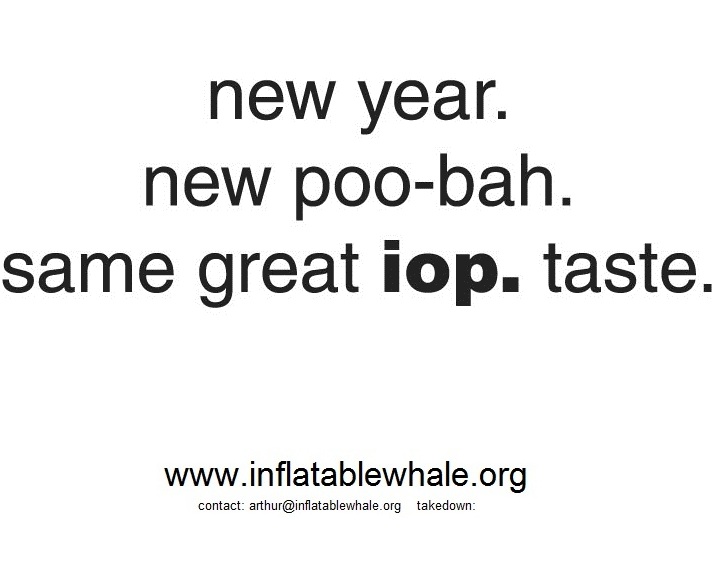 new year.
new poo-bah.
same great iop. taste.
www.inflatablewhale.org
contact: arthur@inflatablewhale.org takedown: